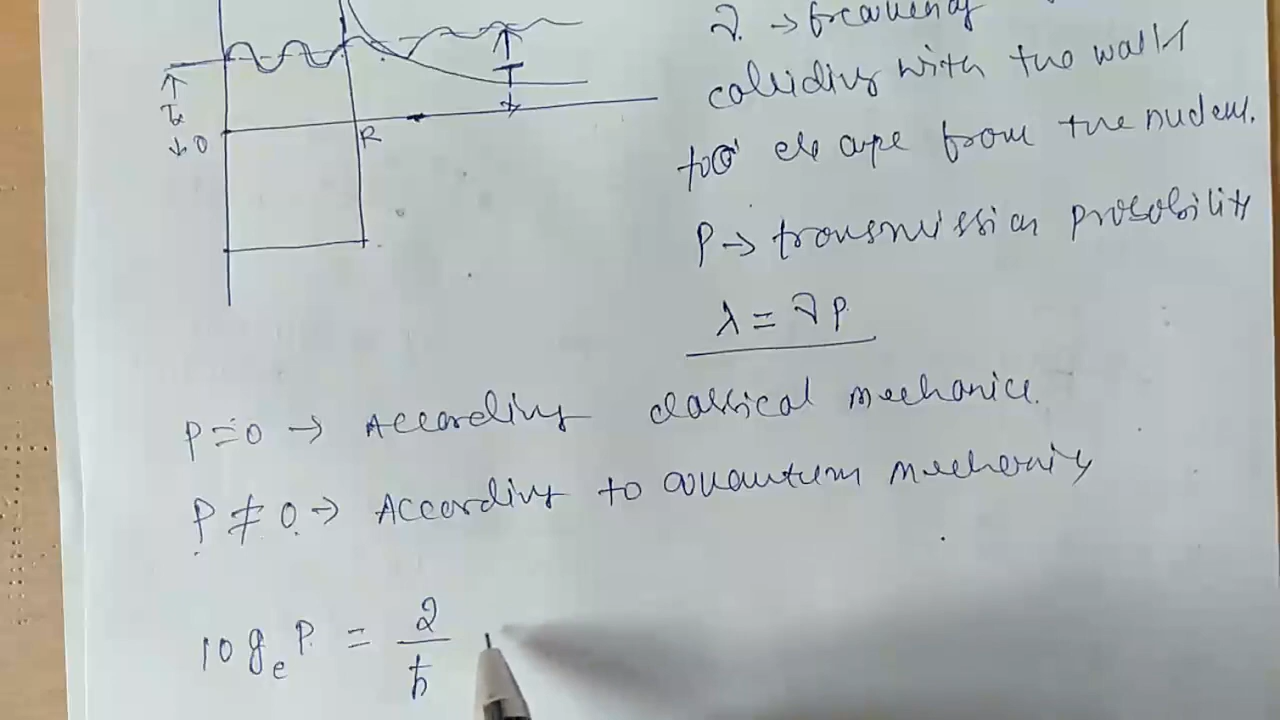 ν → frequency
colliding with the walls
to escape from the nucleus.
P → transmission probability
λ = νP
P = 0 → According classical mechanics.
P ≠ 0 → According to quantum mechanics
log_e P = 2/ħ
T
R
0